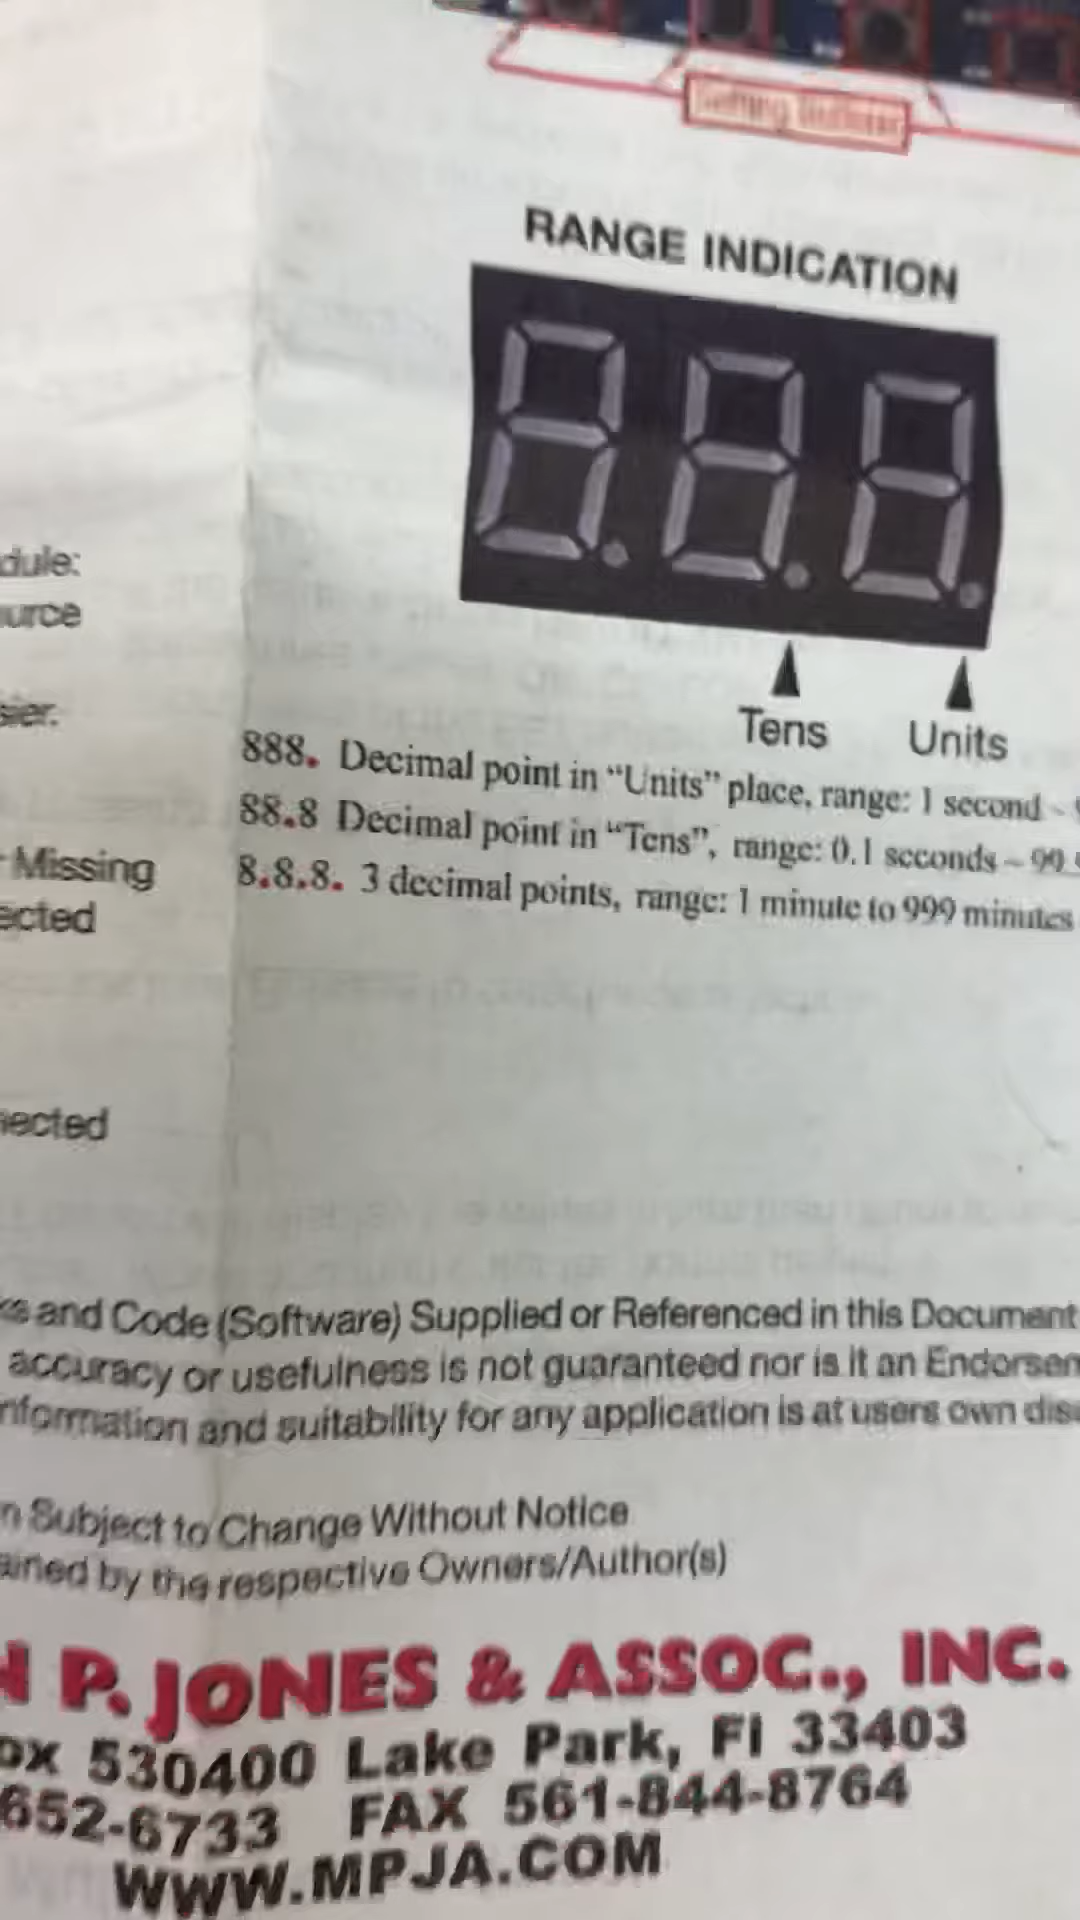 RANGE INDICATION
Tens Units
dule:
urce
sier.
888. Decimal point in "Units" place, range: 1 second -
88.8 Decimal point in "Tens", range: 0.1 seconds - 99
8.8.8. 3 decimal points, range: 1 minute to 999 minutes
Missing
ected
nected
and Code (Software) Supplied or Referenced in this Document
accuracy or usefulness is not guaranteed nor is it an Endorsem
nformation and suitability for any application is at users own dis
n Subject to Change Without Notice
ained by the respective Owners/Author(s)
N P. JONES & ASSOC., INC.
ox 530400 Lake Park, Fl 33403
652-6733 FAX 561-844-8764
WWW.MPJA.COM